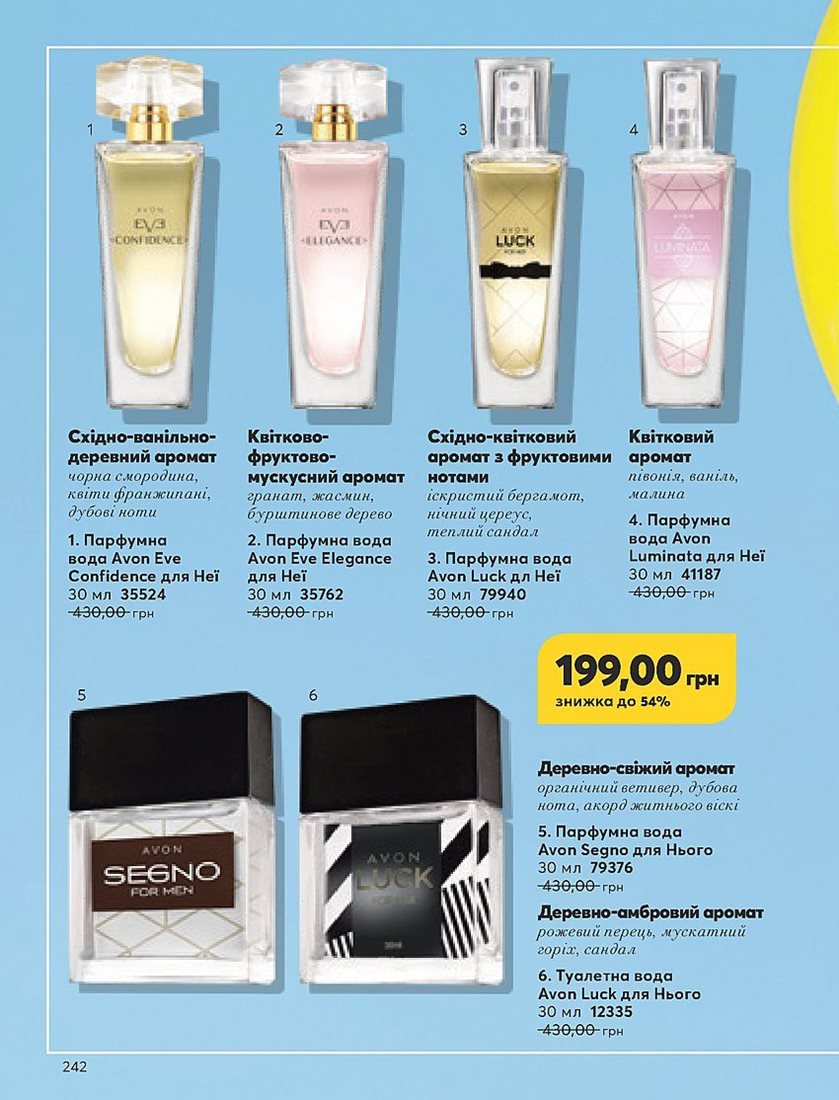 1
2
3
4
AVON
EVE
CONFIDENCE
AVON
EVE
ELEGANCE
AVON
LUCK
FOR HER
AVON
LUMINATA
Східно-ванільно-
деревний аромат
чорна смородина,
квіти франжипані,
дубові ноти
1. Парфумна
вода Avon Eve
Confidence для Неї
30 мл 35524
430,00 грн
Квітково-
фруктово-
мускусний аромат
гранат, жасмин,
бурштинове дерево
2. Парфумна вода
Avon Eve Elegance
для Неї
30 мл 35762
430,00 грн
Східно-квітковий
аромат з фруктовими
нотами
іскристий бергамот,
нічний цереус,
теплий сандал
3. Парфумна вода
Avon Luck дл Неї
30 мл 79940
430,00 грн
Квітковий
аромат
півонія, ваніль,
малина
4. Парфумна
вода Avon
Luminata для Неї
30 мл 41187
430,00 грн
199,00 грн
знижка до 54%
5
6
AVON
SEGNO
FOR MEN
AVON
LUCK
FOR HIM
30ml
Деревно-свіжий аромат
органічний ветивер, дубова
нота, акорд житнього віскі
5. Парфумна вода
Avon Segno для Нього
30 мл 79376
430,00 грн
Деревно-амбровий аромат
рожевий перець, мускатний
горіх, сандал
6. Туалетна вода
Avon Luck для Нього
30 мл 12335
430,00 грн
242